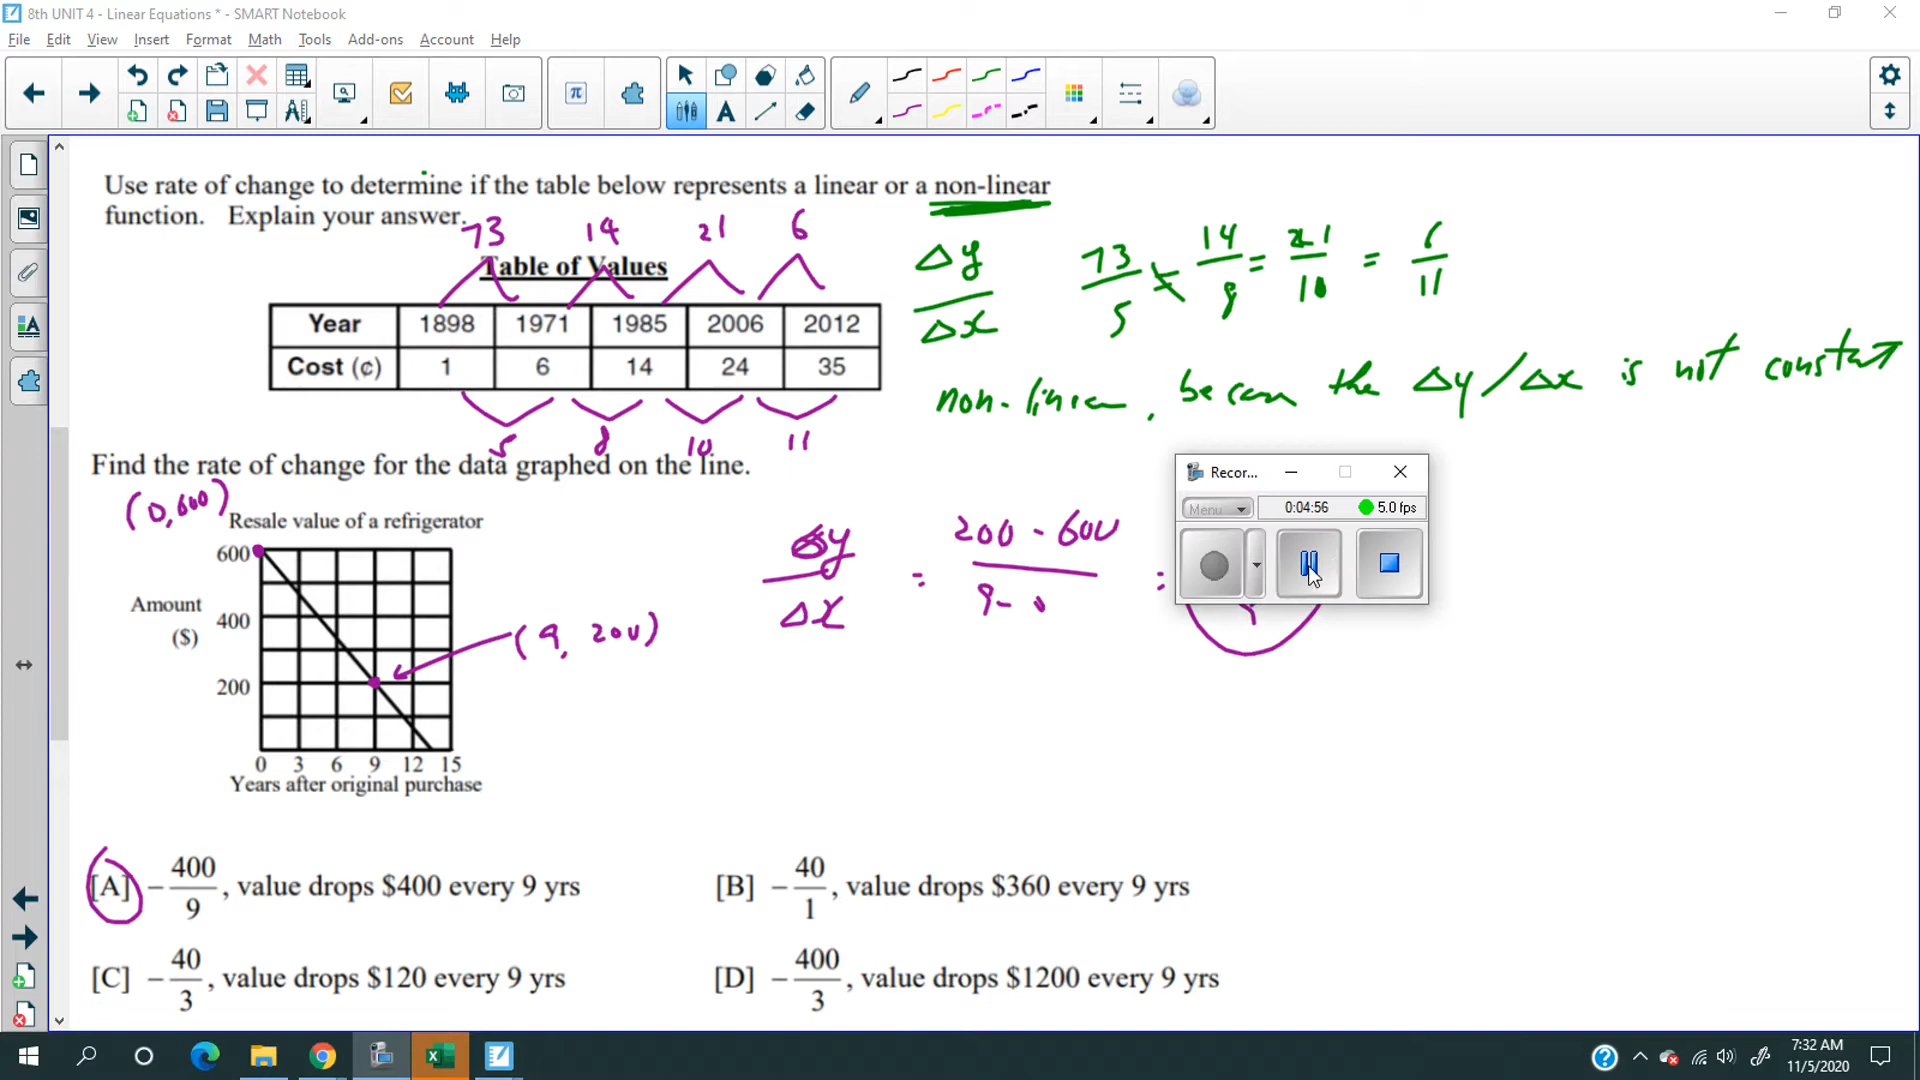 8th UNIT 4 - Linear Equations * - SMART Notebook
File Edit View Insert Format Math Tools Add-ons Account Help
Use rate of change to determine if the table below represents a linear or a non-linear
function. Explain your answer.
73 14 21 6
Table of Values
Year 1898 1971 1985 2006 2012
Cost (¢) 1 6 14 24 35
5 8 10 11
Δy/Δx 73/5 14/8 = 21/10 = 6/11
non-linear, because the Δy/Δx is not constant
Find the rate of change for the data graphed on the line.
(0,600)
Resale value of a refrigerator
600
Amount
($)
400
200
(9, 200)
0 3 6 9 12 15
Years after original purchase
Δy/Δx = 200 - 600/9 - 0 =
Recor...
Menu 0:04:56 5.0 fps
[A] −400/9, value drops $400 every 9 yrs
[B] −40/1, value drops $360 every 9 yrs
[C] −40/3, value drops $120 every 9 yrs
[D] −400/3, value drops $1200 every 9 yrs
7:32 AM
11/5/2020